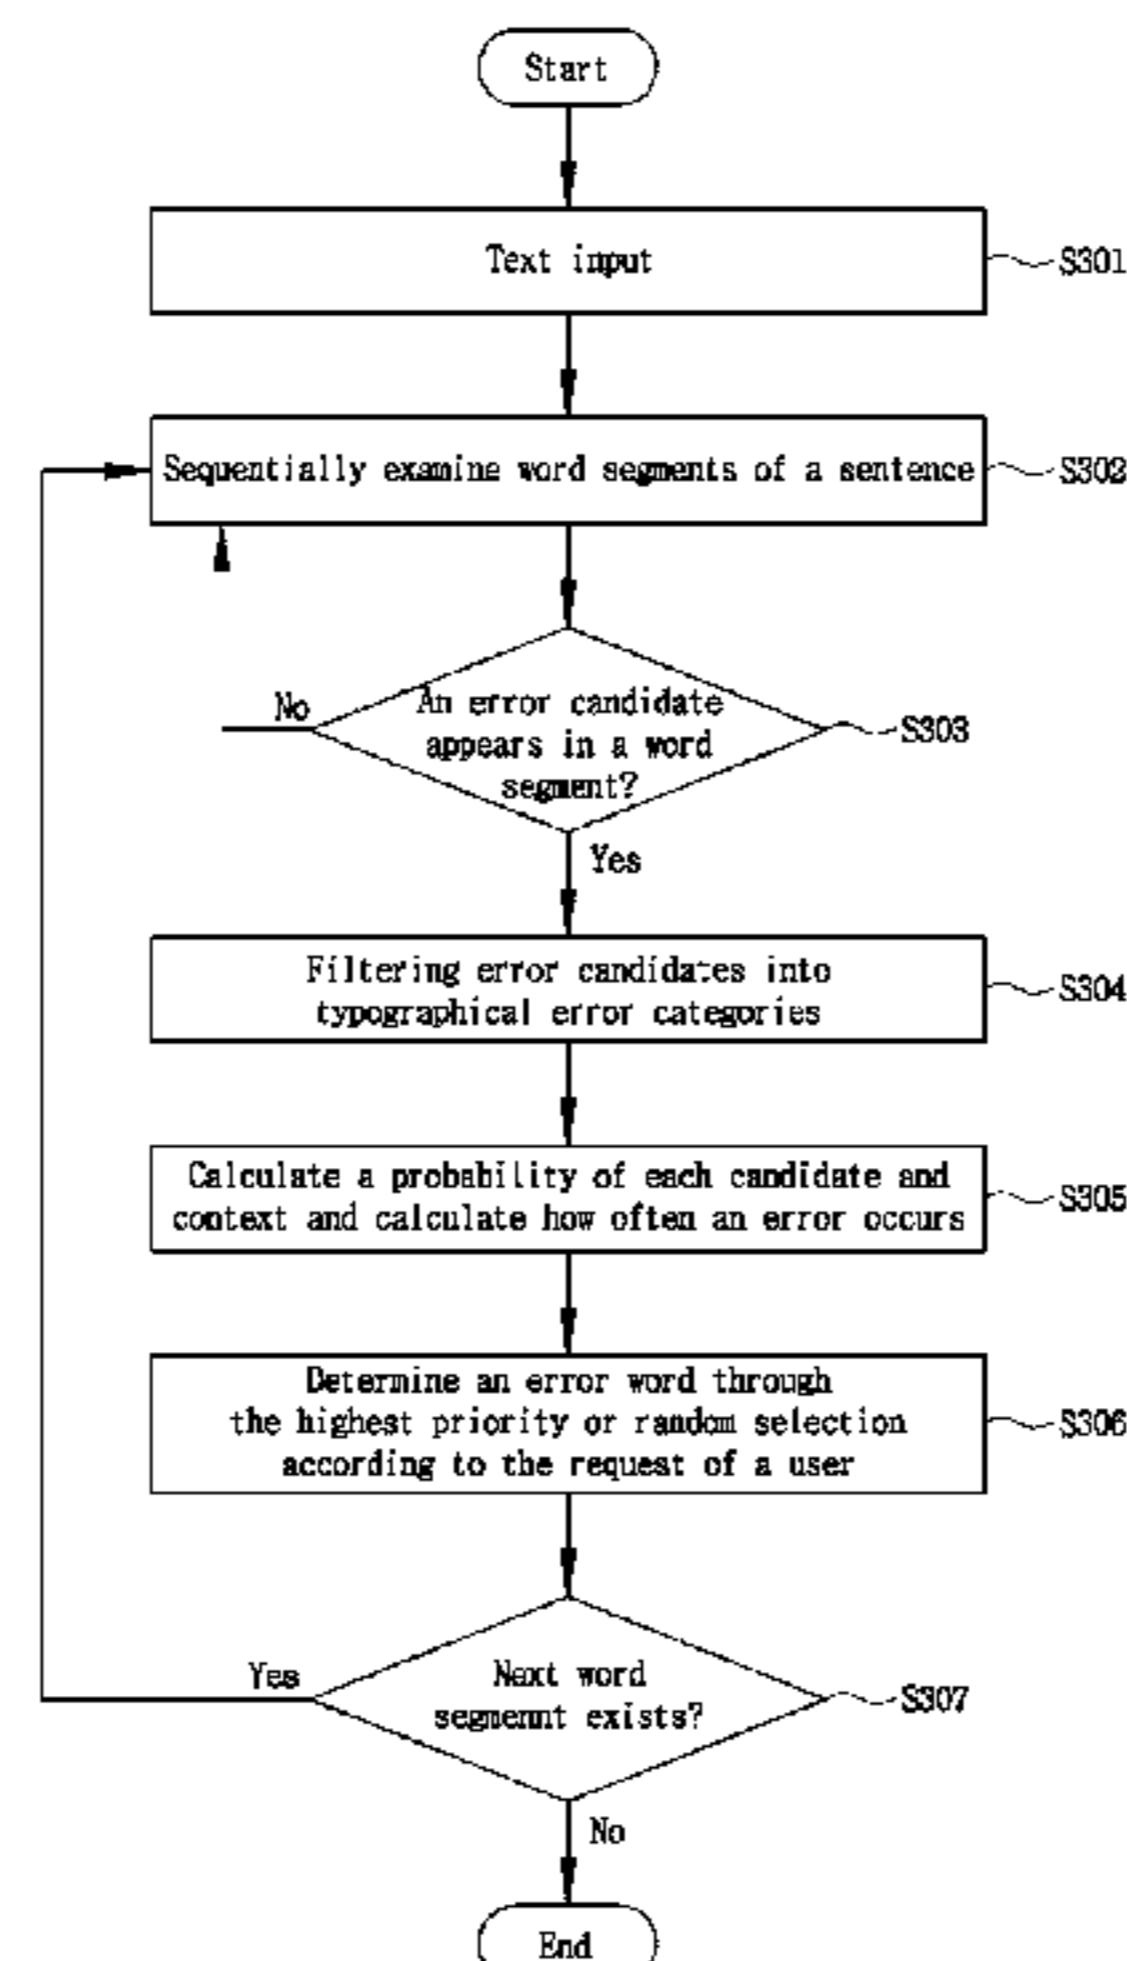 Start
Text input
S301
Sequentially examine word segments of a sentence
S302
No
An error candidate
appears in a word
segment?
S303
Yes
Filtering error candidates into
typographical error categories
S304
Calculate a probability of each candidate and
context and calculate how often an error occurs
S305
Determine an error word through
the highest priority or random selection
according to the request of a user
S306
Yes
Next word
segmennt exists?
S307
No
End